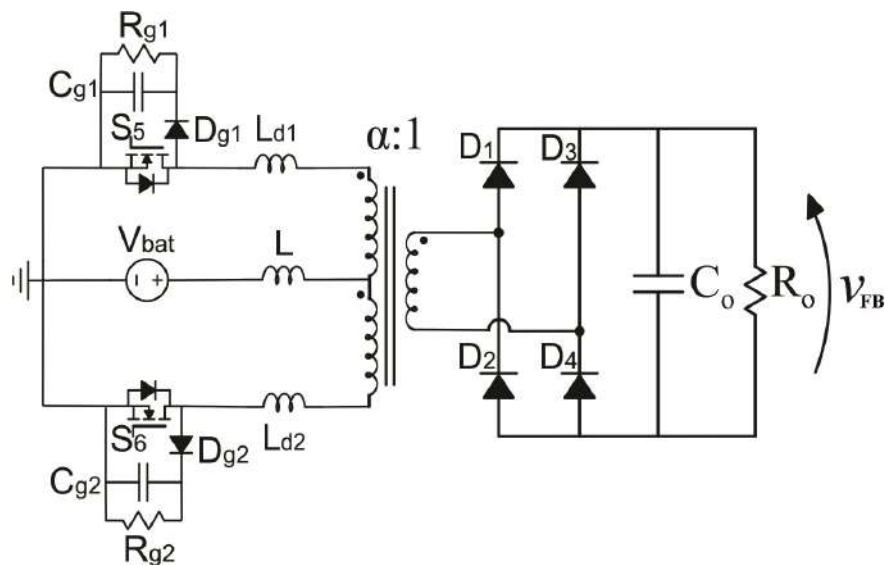 Rg1
Cg1
S5
Dg1
Ld1
α:1
D1
D3
Vbat
L
- +
Co
Ro
vFB
D2
D4
S6
Dg2
Ld2
Cg2
Rg2